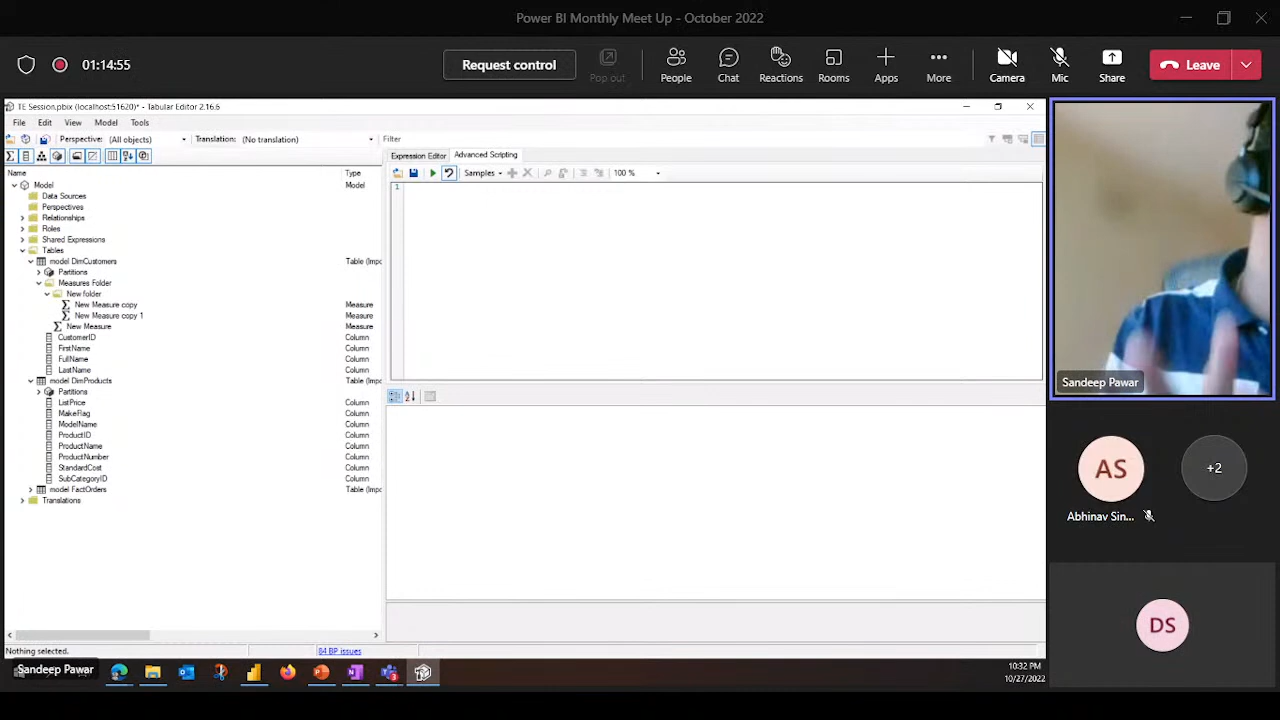 Power BI Monthly Meet Up - October 2022
01:14:55
Request control
Pop out
People
Chat
Reactions
Rooms
Apps
More
Camera
Mic
Share
Leave
TE Session.pbix (localhost:51620)* - Tabular Editor 2.16.6
File Edit View Model Tools
Perspective: (All objects) Translation: (No translation) Filter
Expression Editor Advanced Scripting
Samples 100 %
Name Type
1
Model Model
Data Sources
Perspectives
Relationships
Roles
Shared Expressions
Tables
model DimCustomers Table (Impo
Partitions
Measures Folder
New folder
New Measure copy Measure
New Measure copy 1 Measure
New Measure Measure
CustomerID Column
FirstName Column
FullName Column
LastName Column
model DimProducts Table (Impo
Partitions
ListPrice Column
MakeFlag Column
ModelName Column
ProductID Column
ProductName Column
ProductNumber Column
StandardCost Column
SubCategoryID Column
model FactOrders Table (Impo
Translations
Nothing selected. 84 BP issues
Sandeep Pawar
10:32 PM
10/27/2022
Sandeep Pawar
AS
+2
Abhinav Sin...
DS